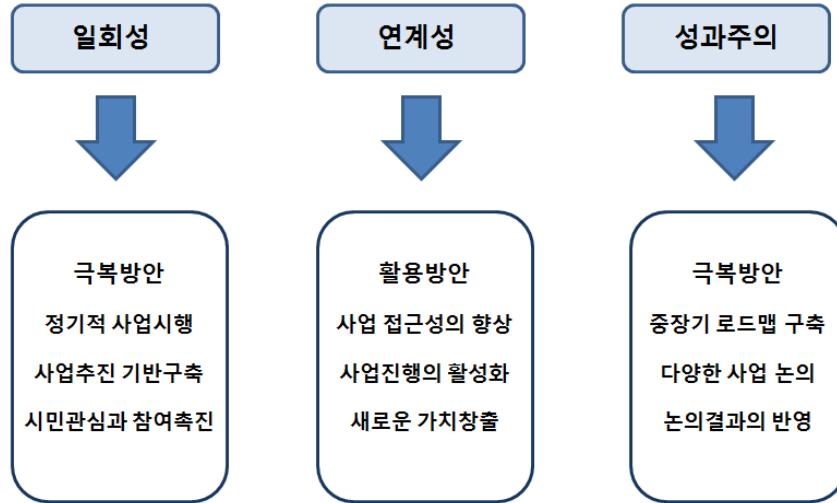 일회성
연계성
성과주의
극복방안
정기적 사업시행
사업추진 기반구축
시민관심과 참여촉진
활용방안
사업 접근성의 향상
사업진행의 활성화
새로운 가치창출
극복방안
중장기 로드맵 구축
다양한 사업 논의
논의결과의 반영